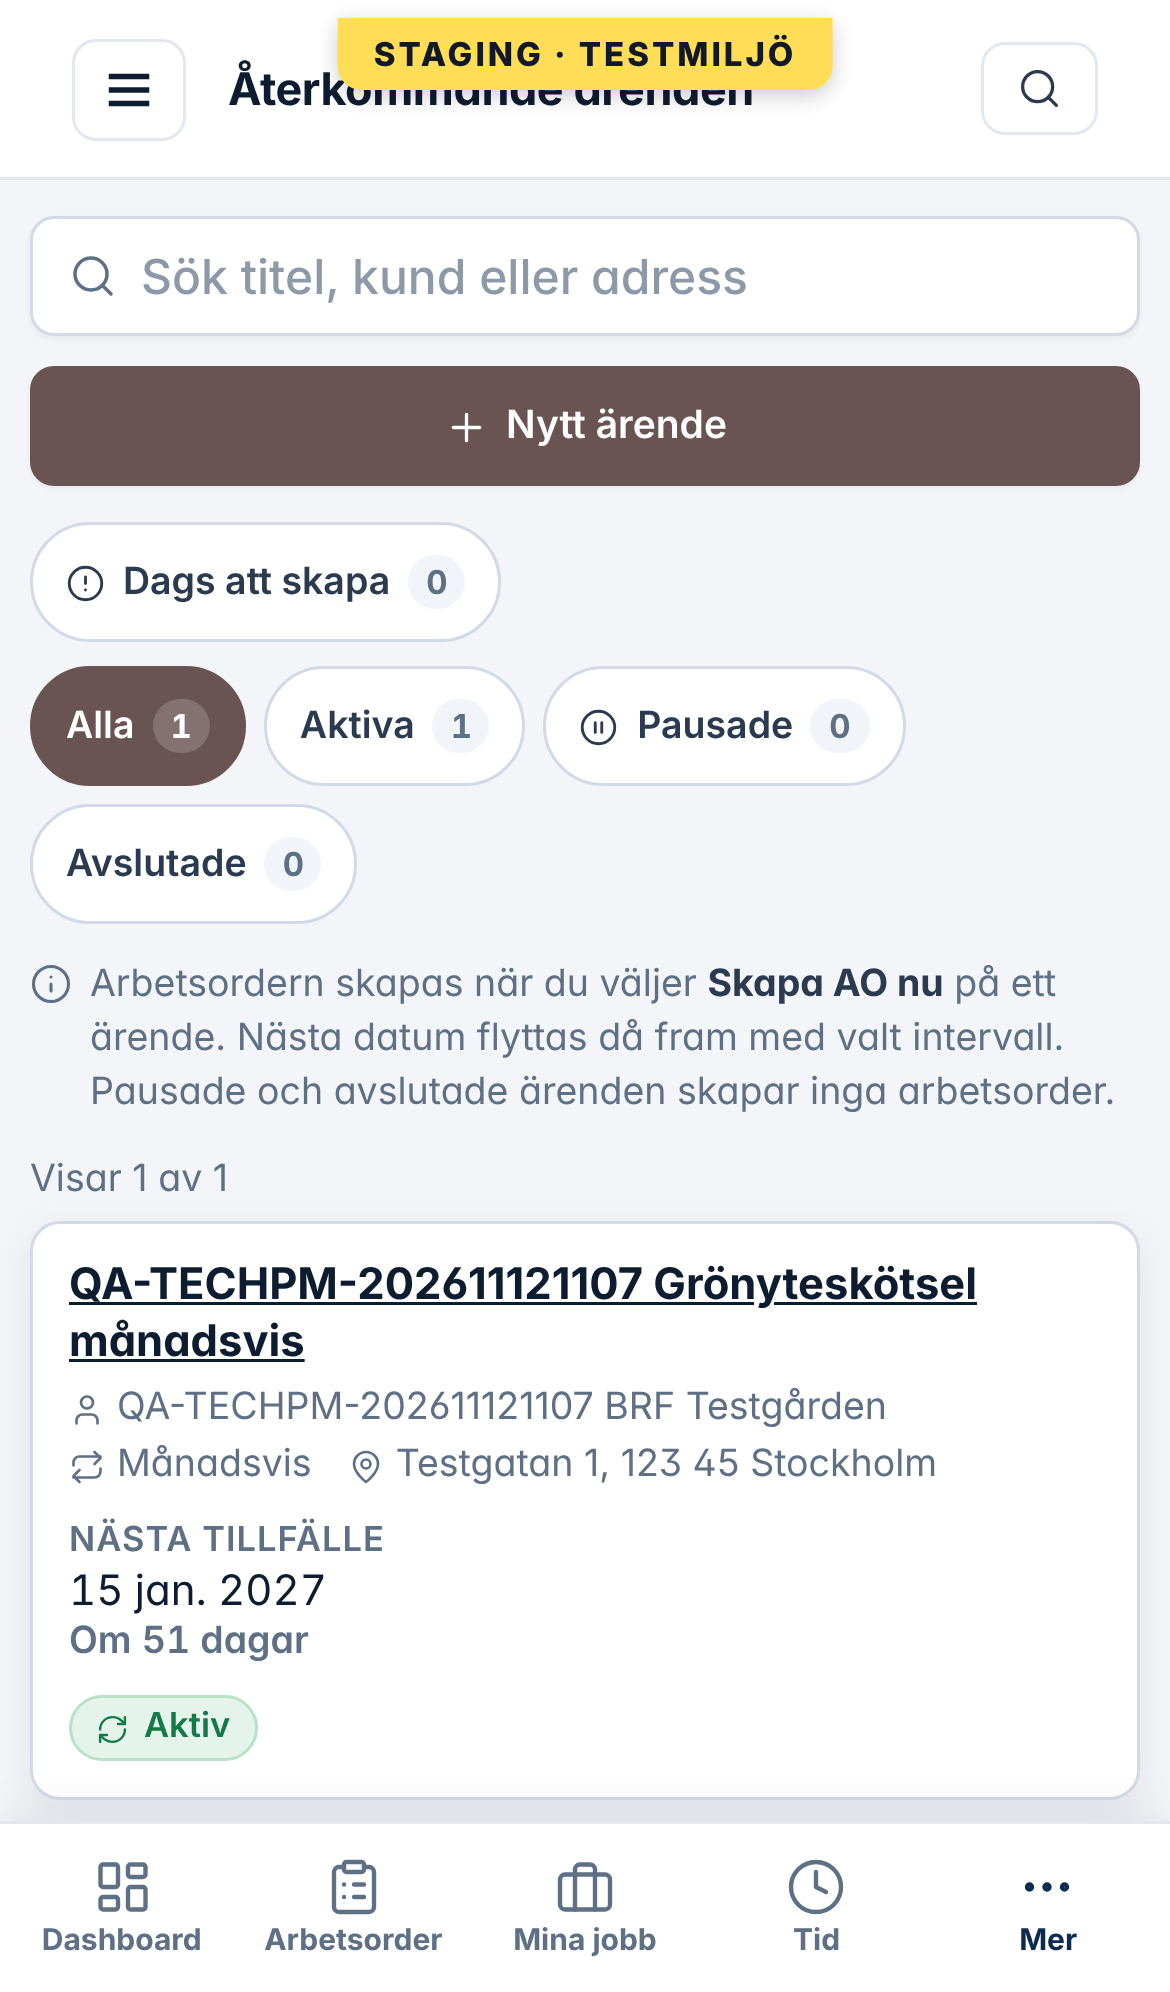 STAGING · TESTMILJÖ
Återkommande ärenden
Sök titel, kund eller adress
Nytt ärende
Dags att skapa 0
Alla 1 Aktiva 1 Pausade 0
Avslutade 0
Arbetsordern skapas när du väljer Skapa AO nu på ett
ärende. Nästa datum flyttas då fram med valt intervall.
Pausade och avslutade ärenden skapar inga arbetsorder.
Visar 1 av 1
QA-TECHPM-202611121107 Grönyteskötsel
månadsvis
QA-TECHPM-202611121107 BRF Testgården
Månadsvis Testgatan 1, 123 45 Stockholm
NÄSTA TILLFÄLLE
15 jan. 2027
Om 51 dagar
Aktiv
Dashboard Arbetsorder Mina jobb Tid Mer